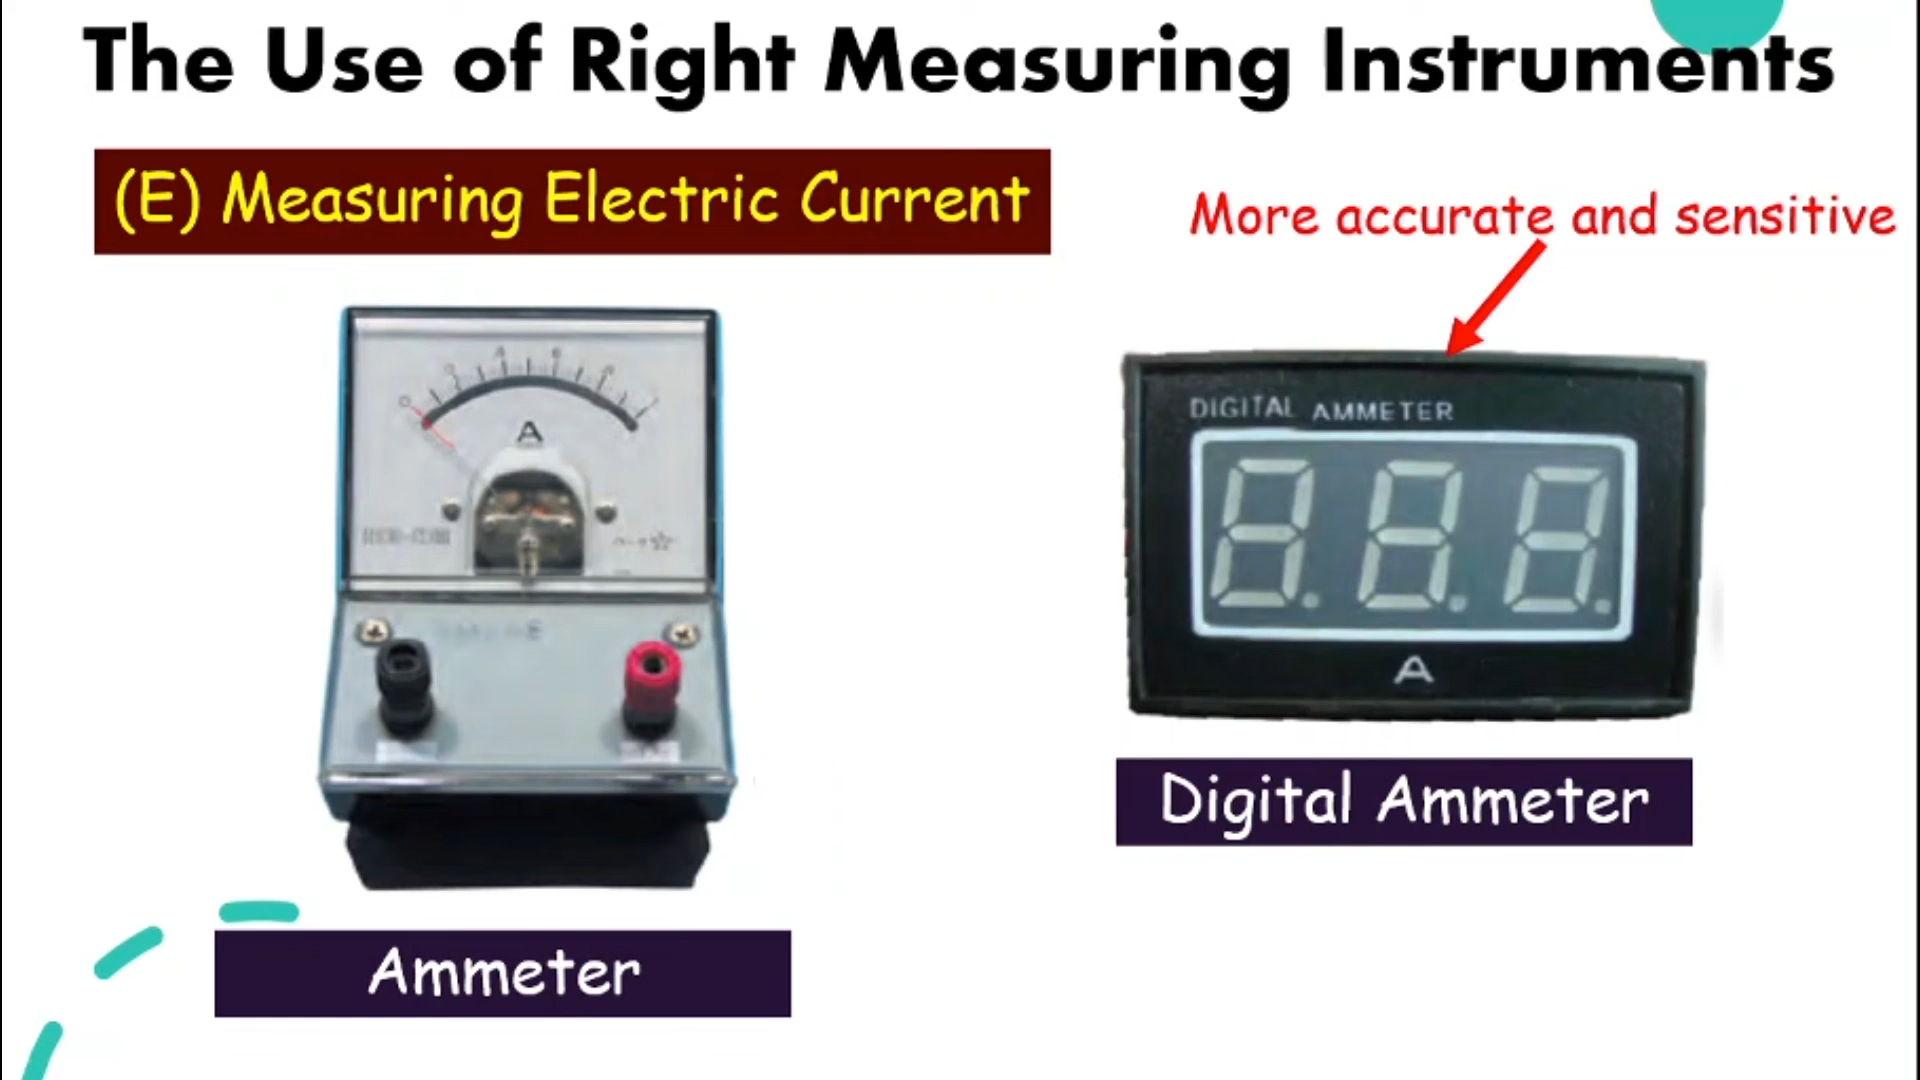 The Use of Right Measuring Instruments
(E) Measuring Electric Current
More accurate and sensitive
A
DIGITAL AMMETER
A
Digital Ammeter
Ammeter